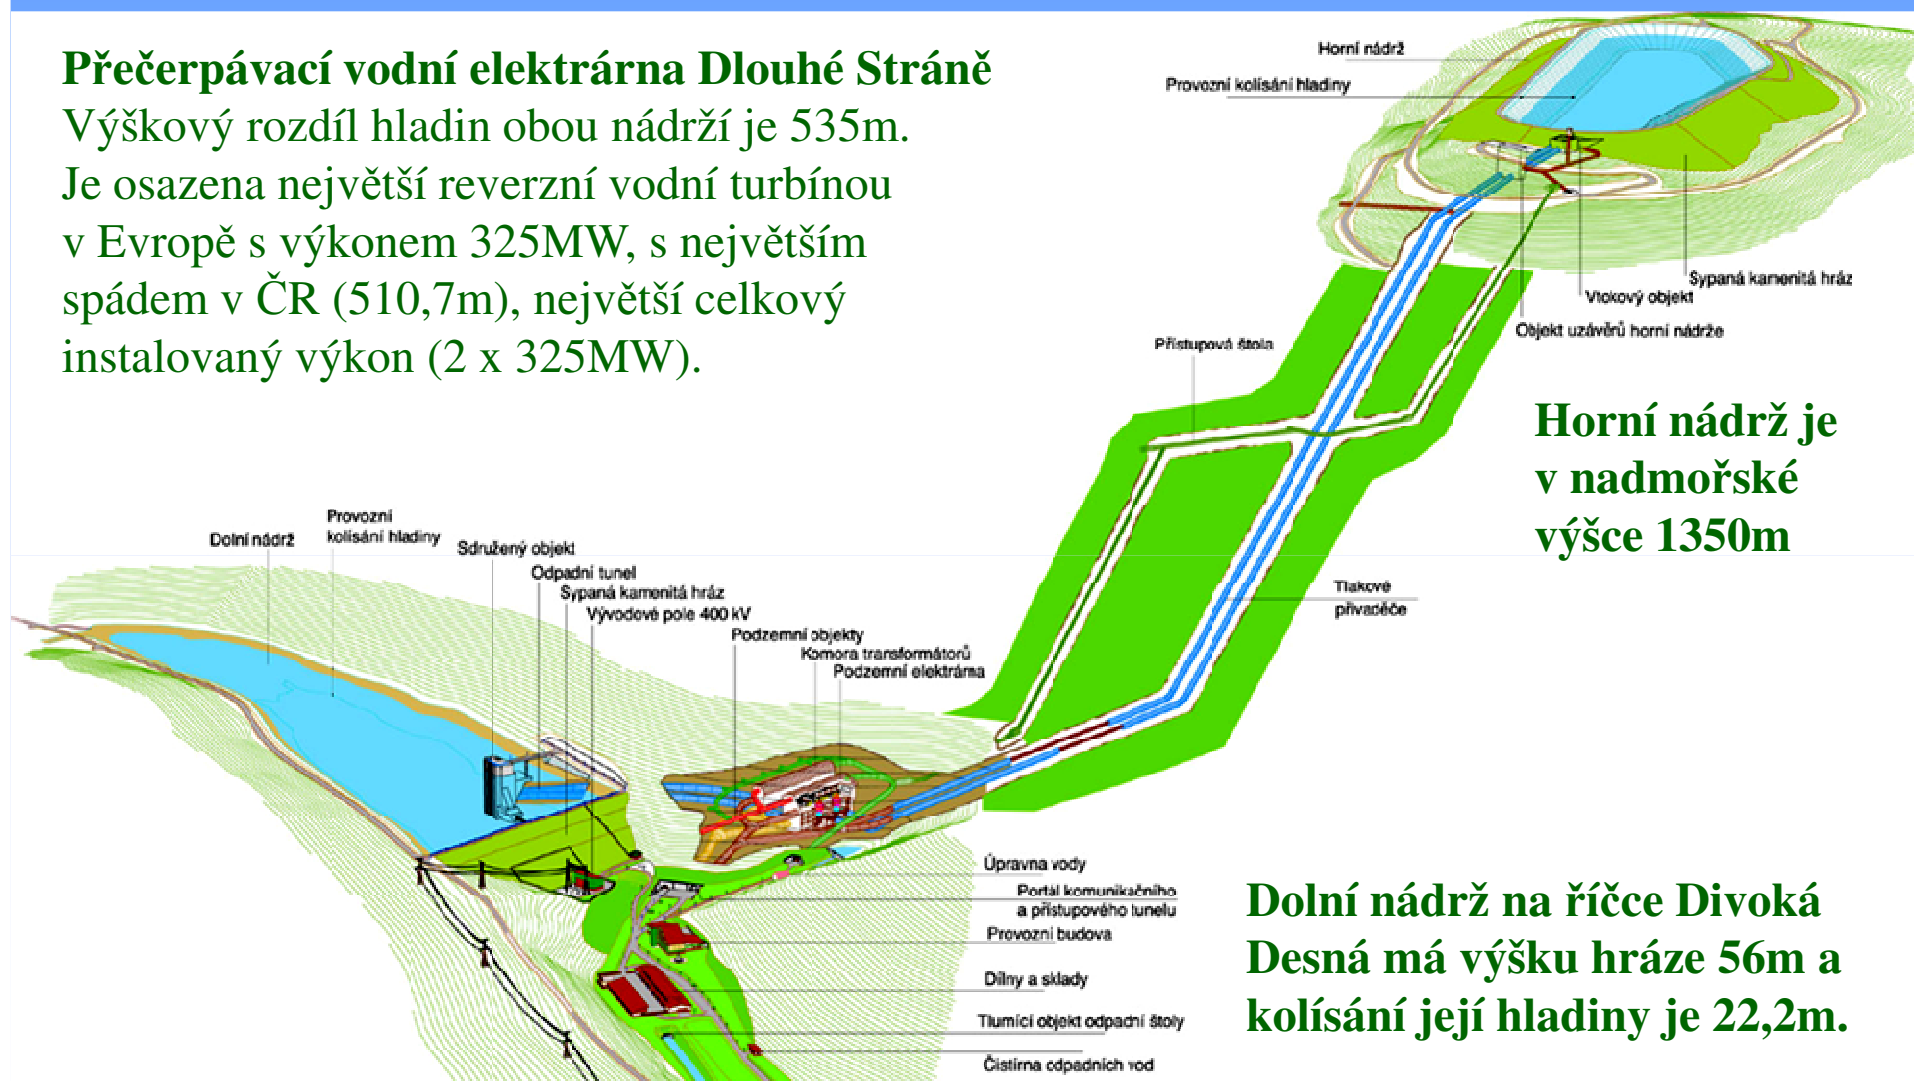 Přečerpávací vodní elektrárna Dlouhé Stráně
Výškový rozdíl hladin obou nádrží je 535m.
Je osazena největší reverzní vodní turbínou
v Evropě s výkonem 325MW, s největším
spádem v ČR (510,7m), největší celkový
instalovaný výkon (2 x 325MW).
Horní nádrž
Provozní kolísání hladiny
Sypaná kamenitá hráz
Vtokový objekt
Objekt uzávěrů horní nádrže
Přístupová štola
Horní nádrž je
v nadmořské
výšce 1350m
Tlakové
přivaděče
Dolní nádrž
Provozní
kolísání hladiny
Sdružený objekt
Odpadní tunel
Sypaná kamenitá hráz
Vývodové pole 400 kV
Podzemní objekty
Komora transformátorů
Podzemní elektrárna
Úpravna vody
Portál komunikačního
a přístupového tunelu
Provozní budova
Dílny a sklady
Tlumící objekt odpadní štoly
Čistírna odpadních vod
Dolní nádrž na říčce Divoká
Desná má výšku hráze 56m a
kolísání její hladiny je 22,2m.